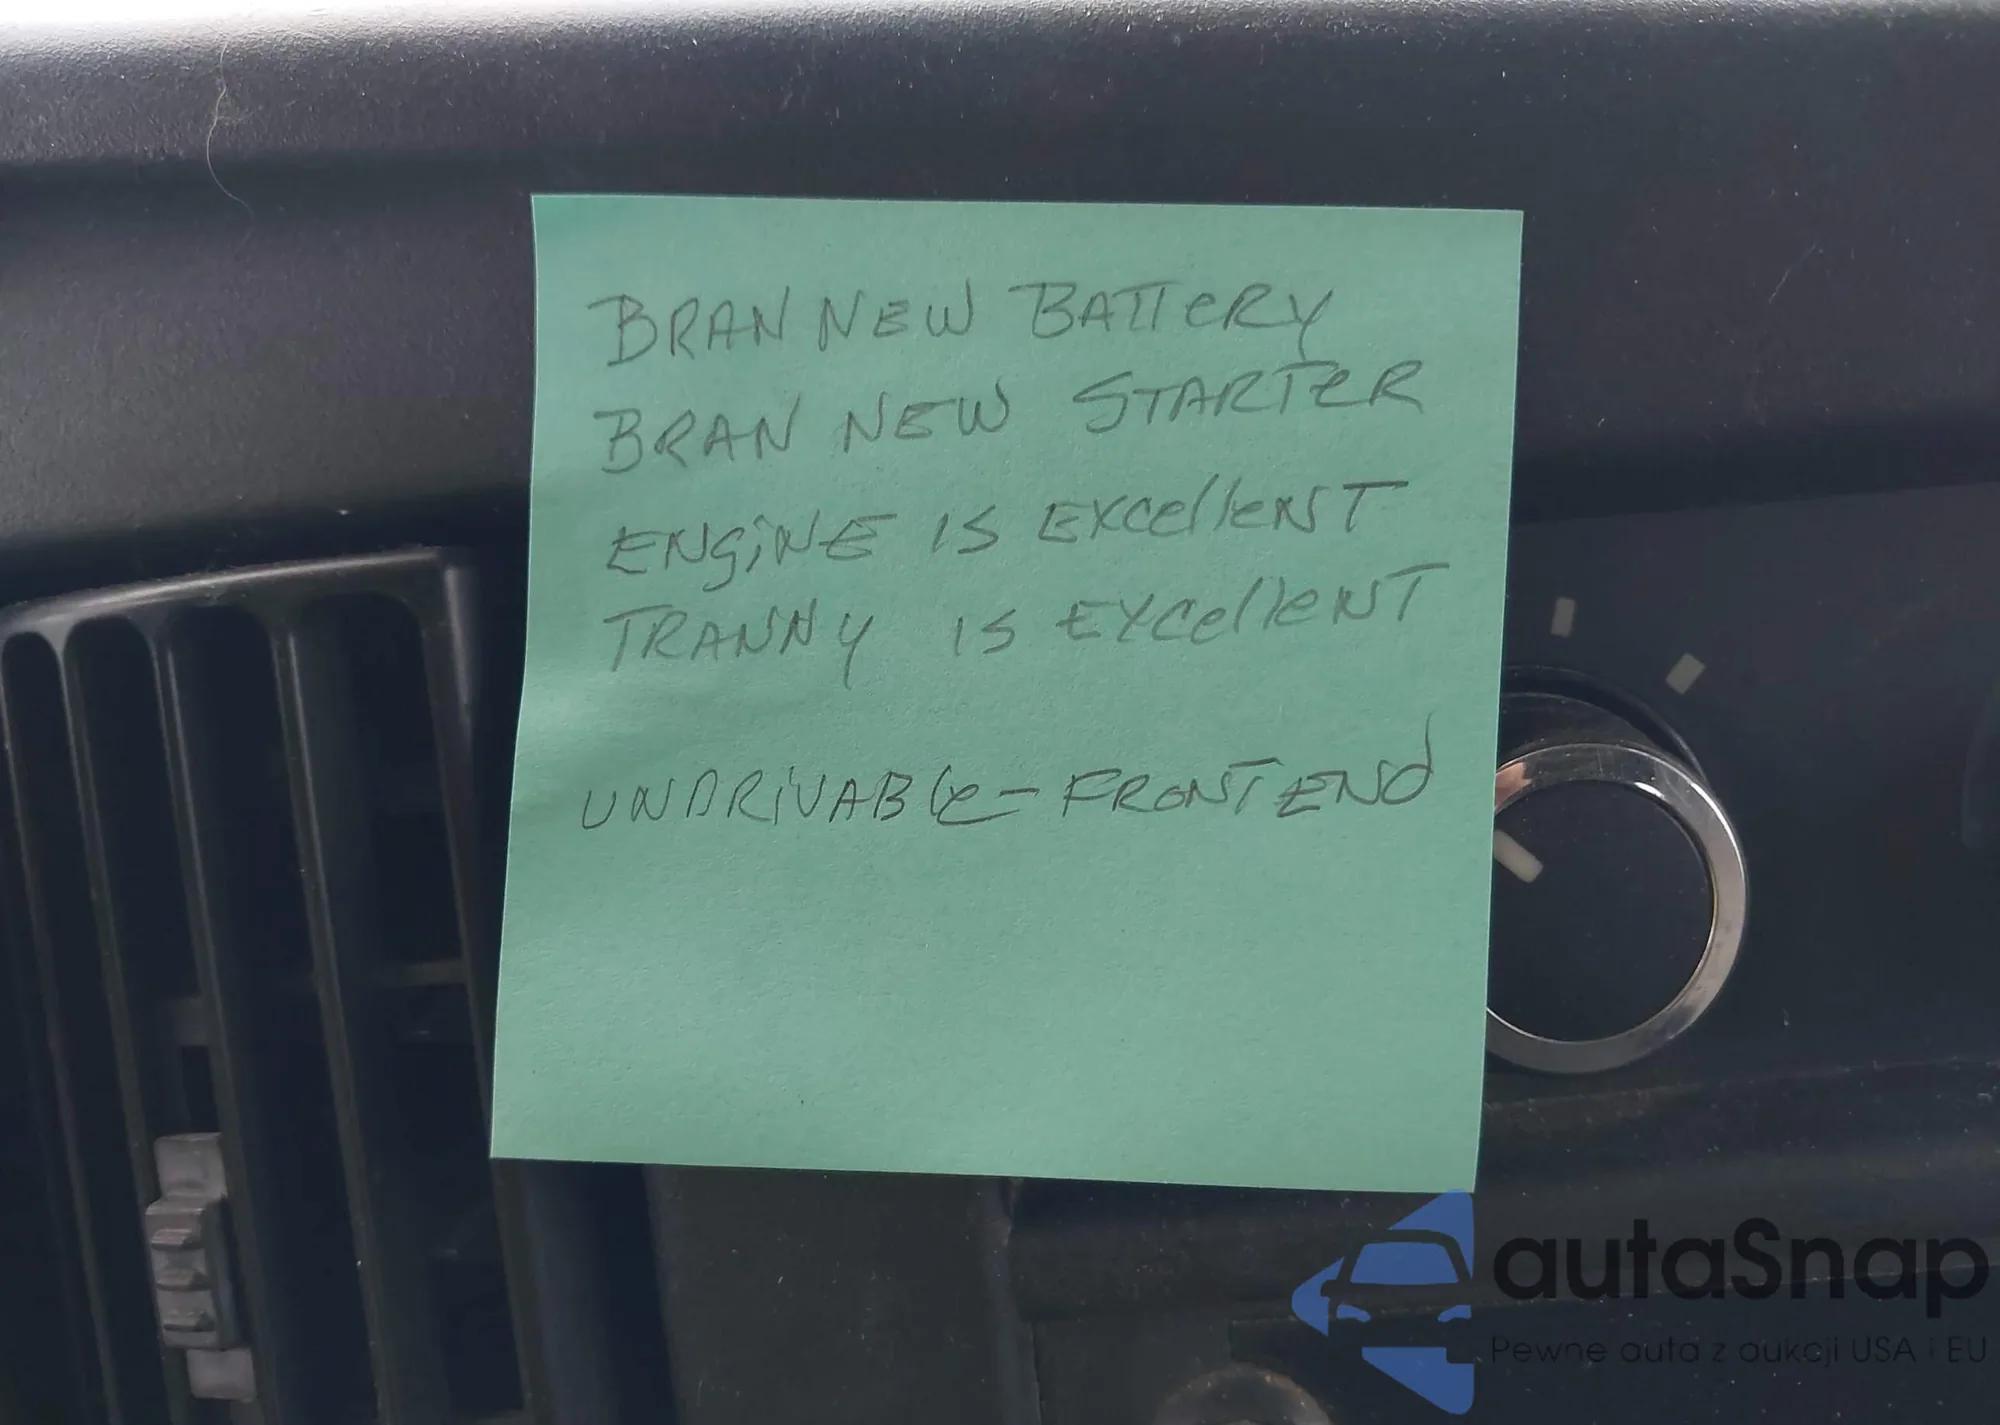 BRAN NEW BATTeRY
BRAN NEW STARTeR
ENgiNE IS EXcellenT
TRANNY IS EXcellenT
UNDRiVABle - FRONT ENd
autaSnap
Pewne auta z aukcji USA i EU